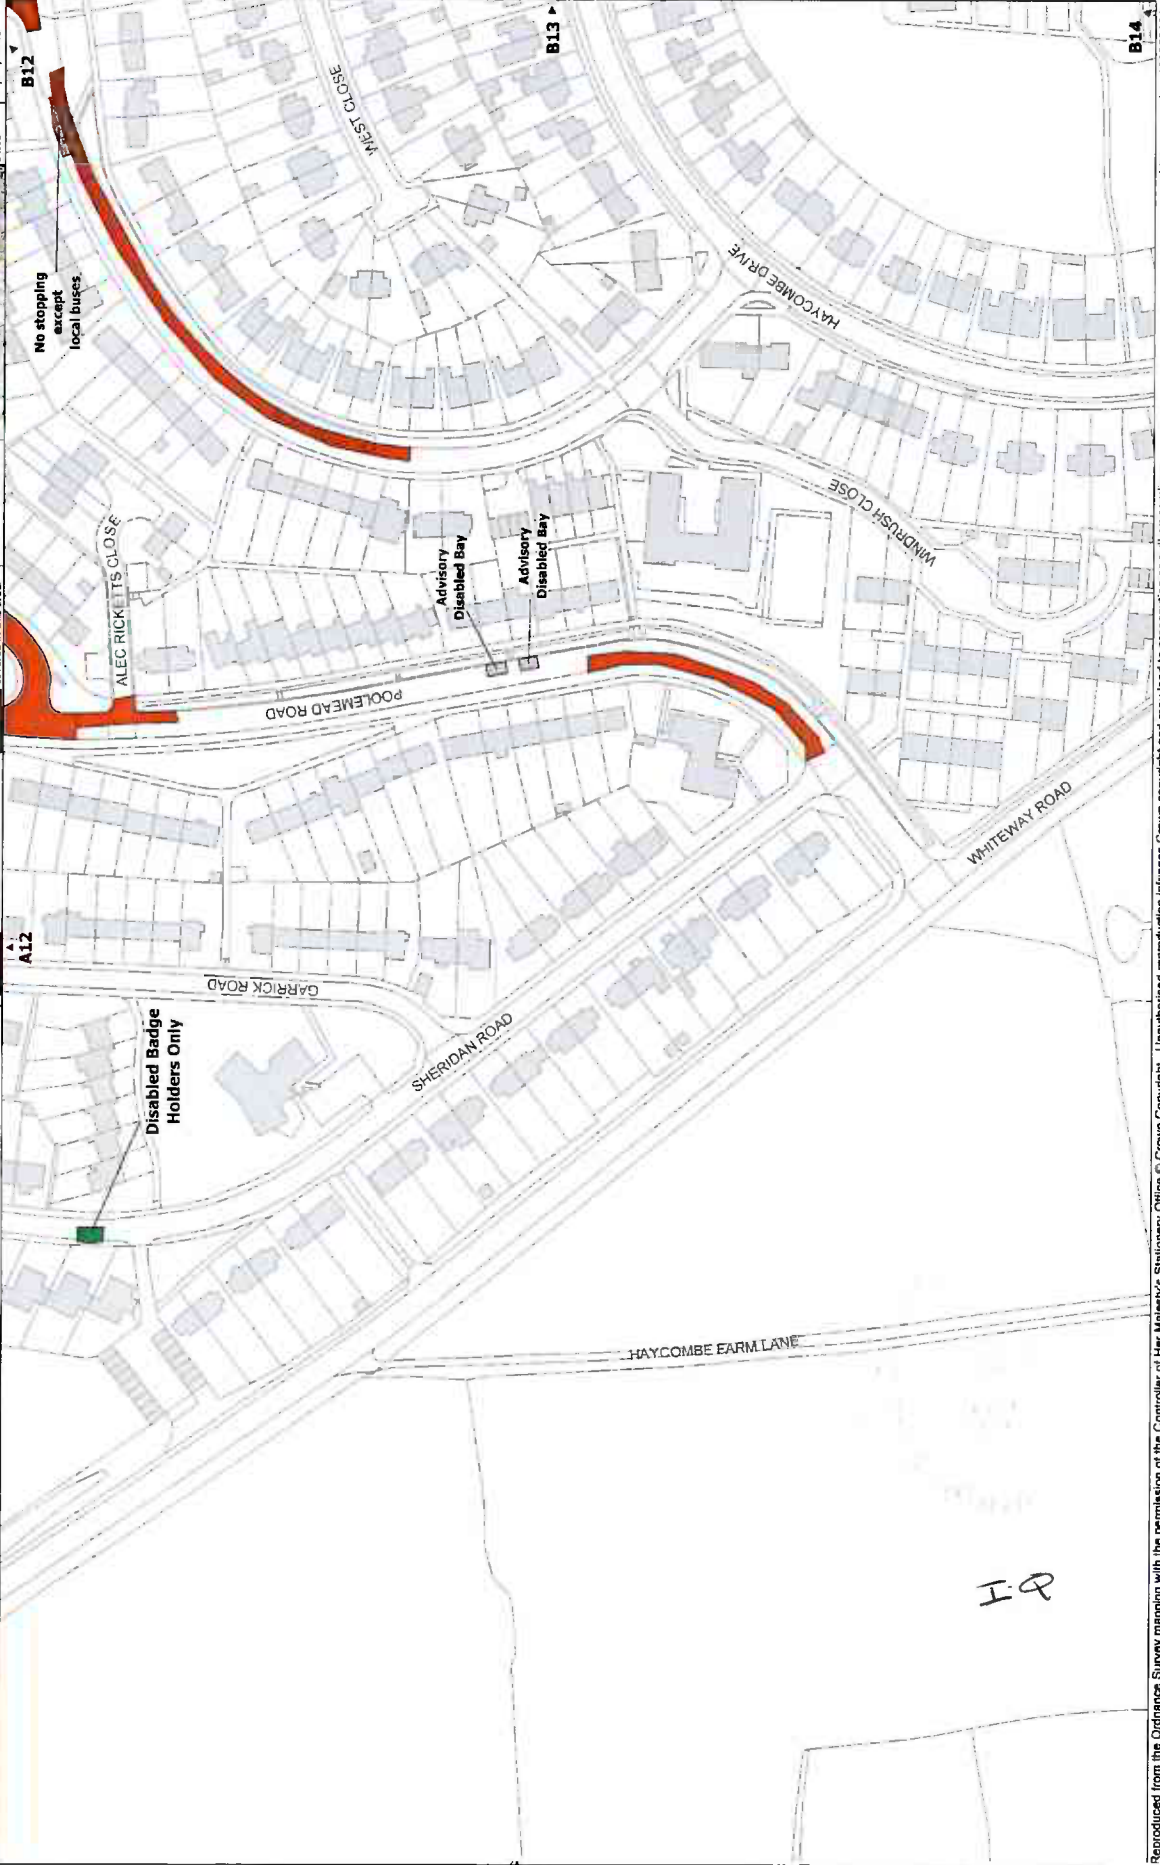 B12
B13
B14
A12
No stopping
except
local buses
WEST CLOSE
HAYCOMBE DRIVE
WINDRUSH CLOSE
ALEC RICKETTS CLOSE
Advisory
Disabled Bay
Advisory
Disabled Bay
POOLEMEAD ROAD
WHITEWAY ROAD
GARRICK ROAD
SHERIDAN ROAD
Disabled Badge
Holders Only
HAYCOMBE FARM LANE
Reproduced from the Ordnance Survey mapping with the permission of the Controller of Her Majesty's Stationery Office © Crown Copyright. Unauthorised reproduction infringes Crown copyright and